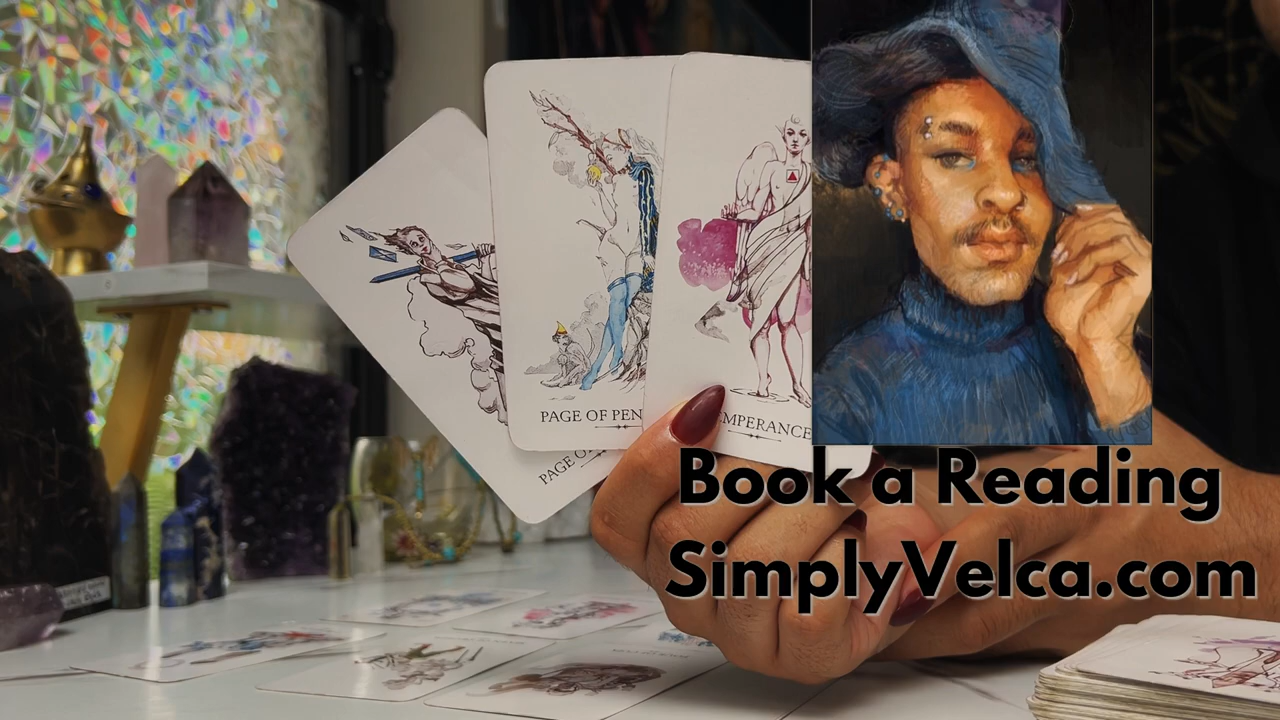 PAGE OF PEN
EMPERANCE
PAGE O
Book a Reading
SimplyVelca.com